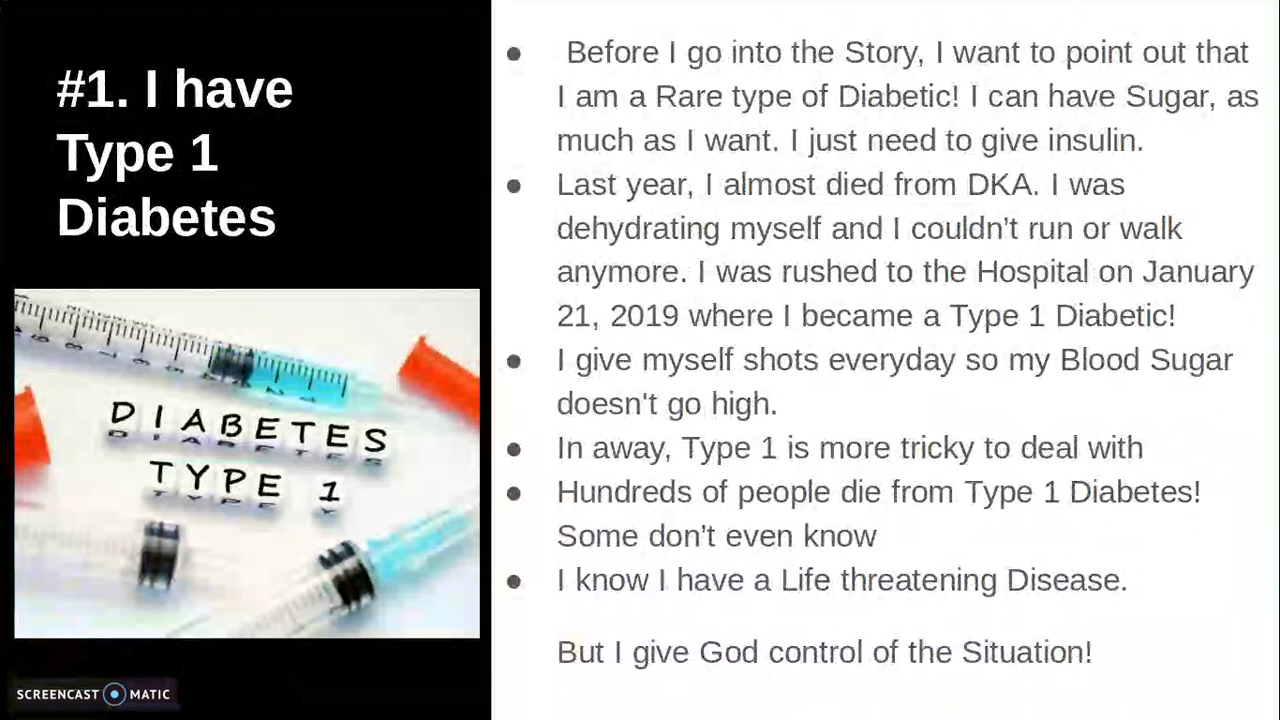 #1. I have
Type 1
Diabetes
DIABETES
TYPE 1
SCREENCAST MATIC
Before I go into the Story, I want to point out that
I am a Rare type of Diabetic! I can have Sugar, as
much as I want. I just need to give insulin.
Last year, I almost died from DKA. I was
dehydrating myself and I couldn’t run or walk
anymore. I was rushed to the Hospital on January
21, 2019 where I became a Type 1 Diabetic!
I give myself shots everyday so my Blood Sugar
doesn't go high.
In away, Type 1 is more tricky to deal with
Hundreds of people die from Type 1 Diabetes!
Some don’t even know
I know I have a Life threatening Disease.
But I give God control of the Situation!